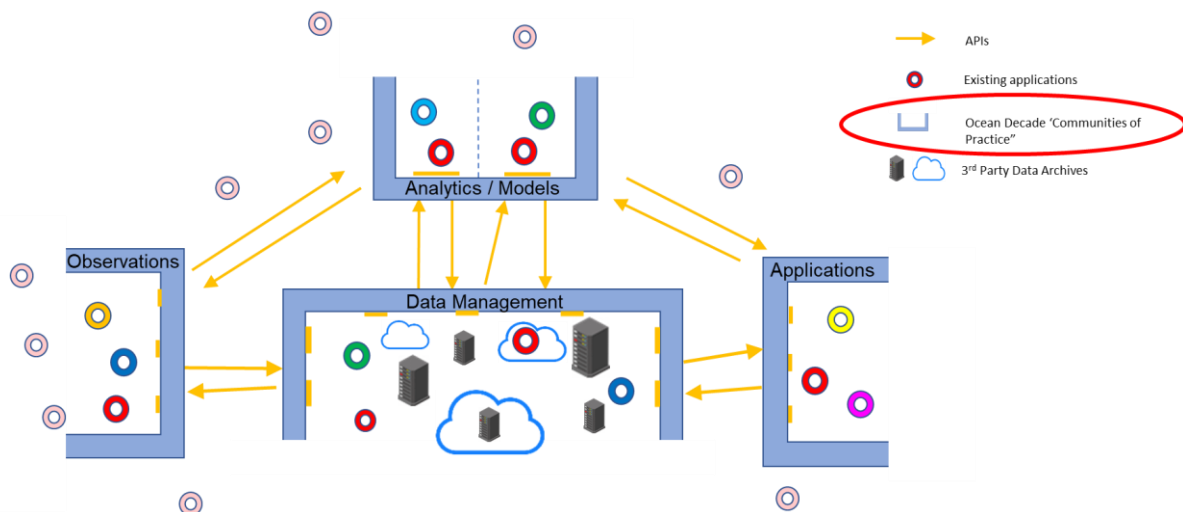 APIs
Existing applications
Ocean Decade ‘Communities of
Practice”
3rd Party Data Archives
Analytics / Models
Observations
Applications
Data Management